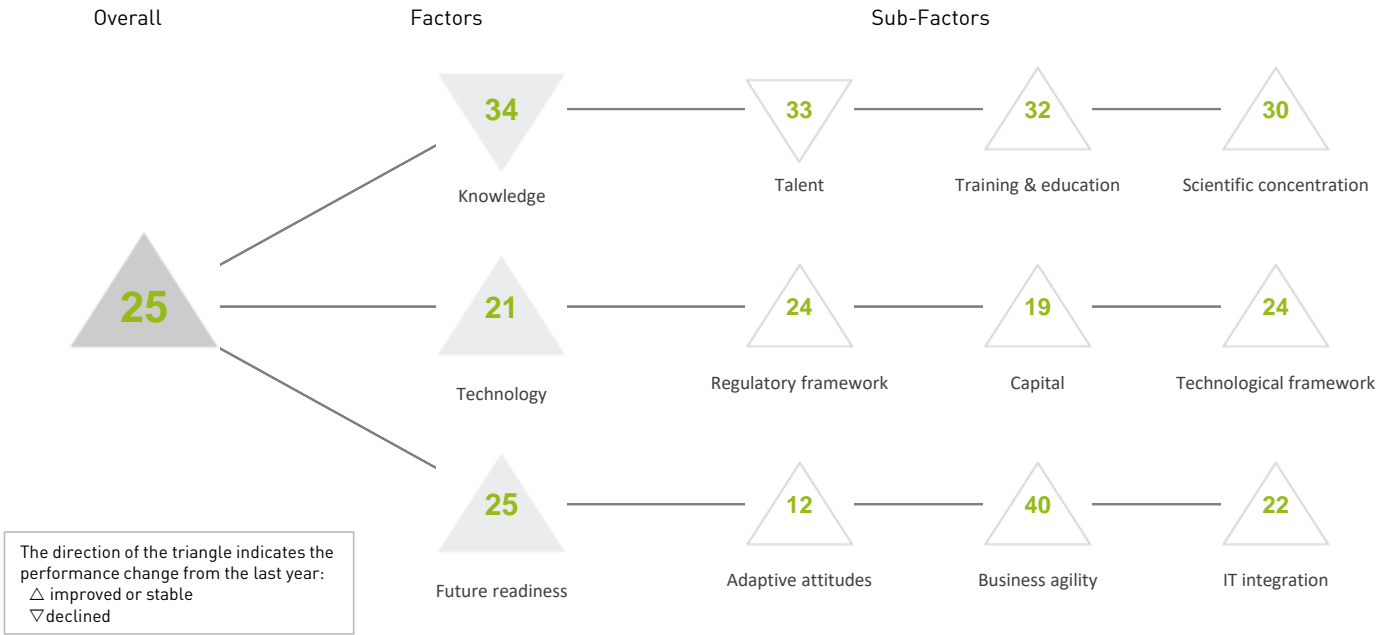 Overall Factors Sub-Factors
34 33 32 30
Knowledge Talent Training & education Scientific concentration
25 21 24 19 24
Technology Regulatory framework Capital Technological framework
25 12 40 22
Future readiness Adaptive attitudes Business agility IT integration
The direction of the triangle indicates the
performance change from the last year:
△ improved or stable
▽ declined